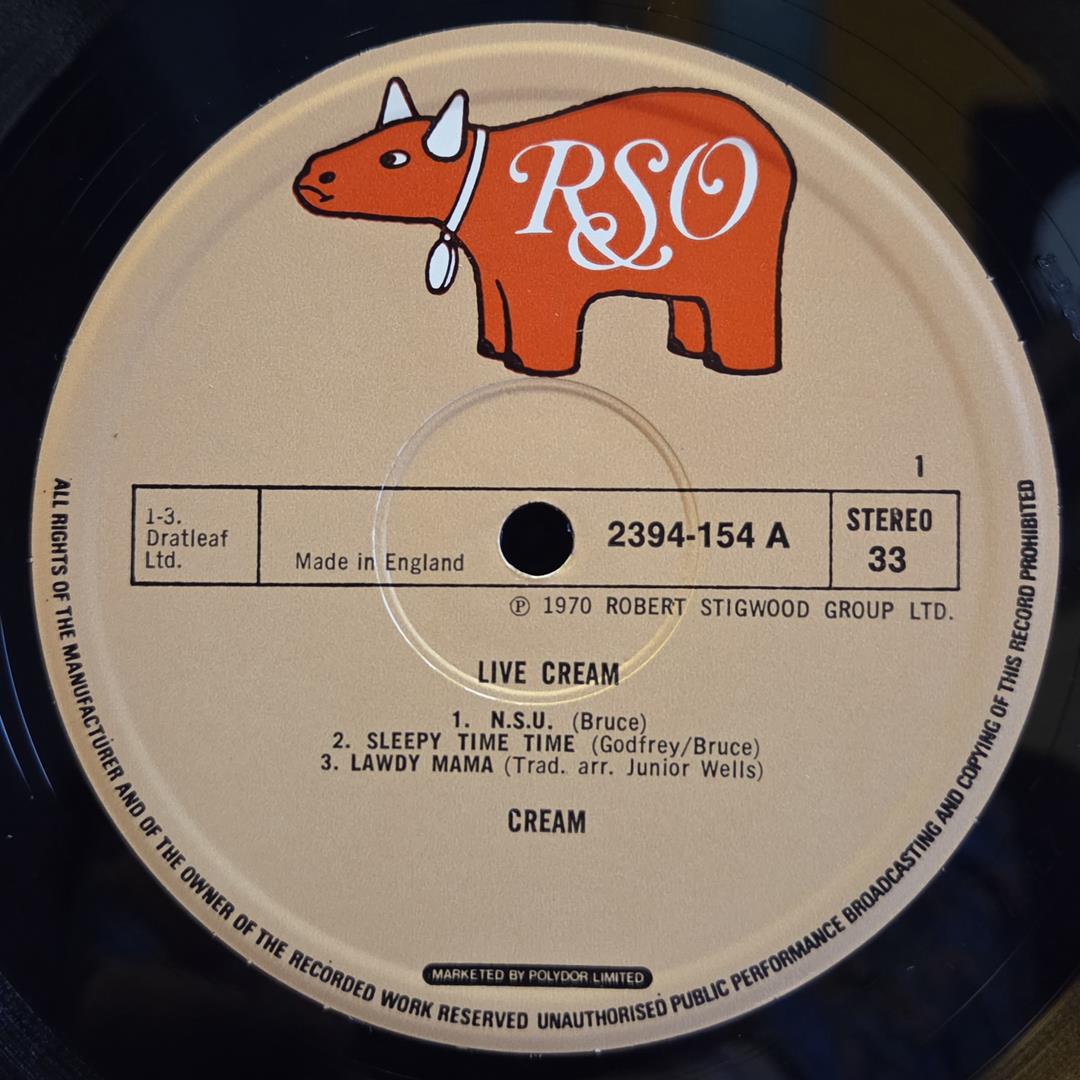 RSO
1
1-3.
Dratleaf
Ltd.
Made in England
2394-154 A
STEREO
33
℗ 1970 ROBERT STIGWOOD GROUP LTD.
LIVE CREAM
1. N.S.U. (Bruce)
2. SLEEPY TIME TIME (Godfrey/Bruce)
3. LAWDY MAMA (Trad. arr. Junior Wells)
CREAM
MARKETED BY POLYDOR LIMITED
ALL RIGHTS OF THE MANUFACTURER AND OF THE OWNER OF THE RECORDED WORK RESERVED UNAUTHORISED PUBLIC PERFORMANCE BROADCASTING AND COPYING OF THIS RECORD PROHIBITED